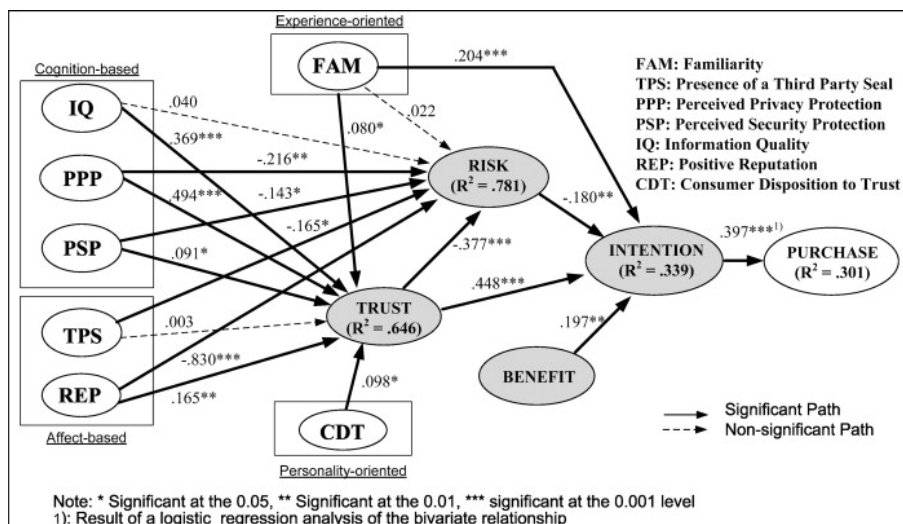 Experience-oriented
FAM
Cognition-based
IQ
PPP
PSP
TPS
REP
Affect-based
CDT
Personality-oriented
.040
.369***
-.216**
.494***
-.143*
.091*
-.165*
.003
-.830***
.165**
.080*
.022
.204***
RISK
(R² = .781)
-.377***
TRUST
(R² = .646)
.098*
-.180**
.448***
INTENTION
(R² = .339)
.197**
BENEFIT
.397***¹⁾
PURCHASE
(R² = .301)
FAM: Familiarity
TPS: Presence of a Third Party Seal
PPP: Perceived Privacy Protection
PSP: Perceived Security Protection
IQ: Information Quality
REP: Positive Reputation
CDT: Consumer Disposition to Trust
Significant Path
Non-significant Path
Note: * Significant at the 0.05, ** Significant at the 0.01, *** significant at the 0.001 level
1): Result of a logistic regression analysis of the bivariate relationship